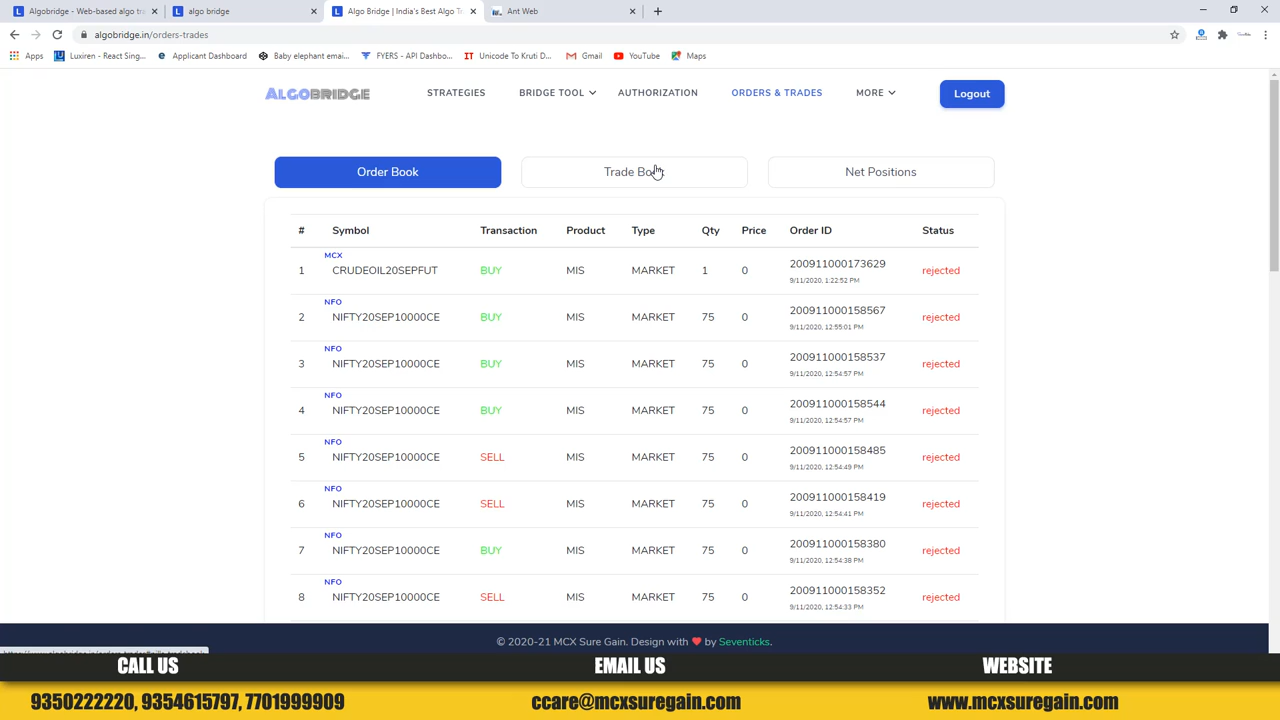 Algobridge - Web-based algo tra
algo bridge
Algo Bridge | India's Best Algo Tr
Ant Web
algobridge.in/orders-trades
Apps
Luxiren - React Sing...
Applicant Dashboard
Baby elephant emai...
FYERS - API Dashbo...
Unicode To Kruti D...
Gmail
YouTube
Maps
ALGOBRIDGE
STRATEGIES
BRIDGE TOOL
AUTHORIZATION
ORDERS & TRADES
MORE
Logout
Order Book
Trade Book
Net Positions
# Symbol Transaction Product Type Qty Price Order ID Status
MCX
1 CRUDEOIL20SEPFUT BUY MIS MARKET 1 0 200911000173629 rejected
9/11/2020, 1:22:52 PM
NFO
2 NIFTY20SEP10000CE BUY MIS MARKET 75 0 200911000158567 rejected
9/11/2020, 12:55:01 PM
NFO
3 NIFTY20SEP10000CE BUY MIS MARKET 75 0 200911000158537 rejected
9/11/2020, 12:54:57 PM
NFO
4 NIFTY20SEP10000CE BUY MIS MARKET 75 0 200911000158544 rejected
9/11/2020, 12:54:57 PM
NFO
5 NIFTY20SEP10000CE SELL MIS MARKET 75 0 200911000158485 rejected
9/11/2020, 12:54:49 PM
NFO
6 NIFTY20SEP10000CE SELL MIS MARKET 75 0 200911000158419 rejected
9/11/2020, 12:54:41 PM
NFO
7 NIFTY20SEP10000CE BUY MIS MARKET 75 0 200911000158380 rejected
9/11/2020, 12:54:38 PM
NFO
8 NIFTY20SEP10000CE SELL MIS MARKET 75 0 200911000158352 rejected
9/11/2020, 12:54:33 PM
© 2020-21 MCX Sure Gain. Design with ❤ by Seventicks.
CALL US
EMAIL US
WEBSITE
9350222220, 9354615797, 7701999909
ccare@mcxsuregain.com
www.mcxsuregain.com